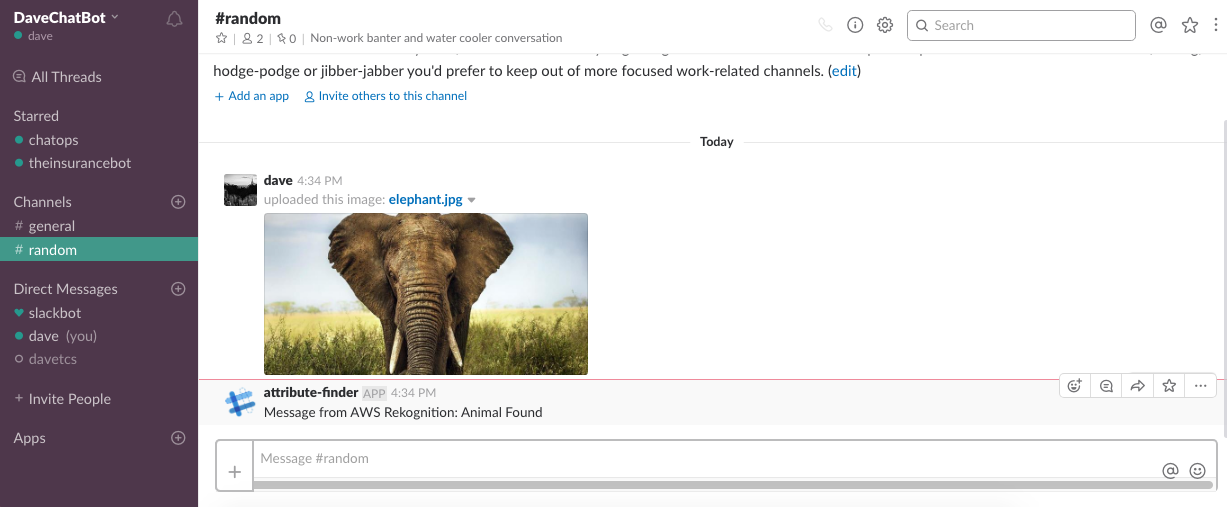 DaveChatBot
dave
All Threads
Starred
chatops
theinsurancebot
Channels
# general
# random
Direct Messages
slackbot
dave (you)
davetcs
+ Invite People
Apps
#random
2 | 0 | Non-work banter and water cooler conversation
Search
hodge-podge or jibber-jabber you'd prefer to keep out of more focused work-related channels. (edit)
+ Add an app Invite others to this channel
Today
dave 4:34 PM
uploaded this image: elephant.jpg
attribute-finder APP 4:34 PM
Message from AWS Rekognition: Animal Found
Message #random